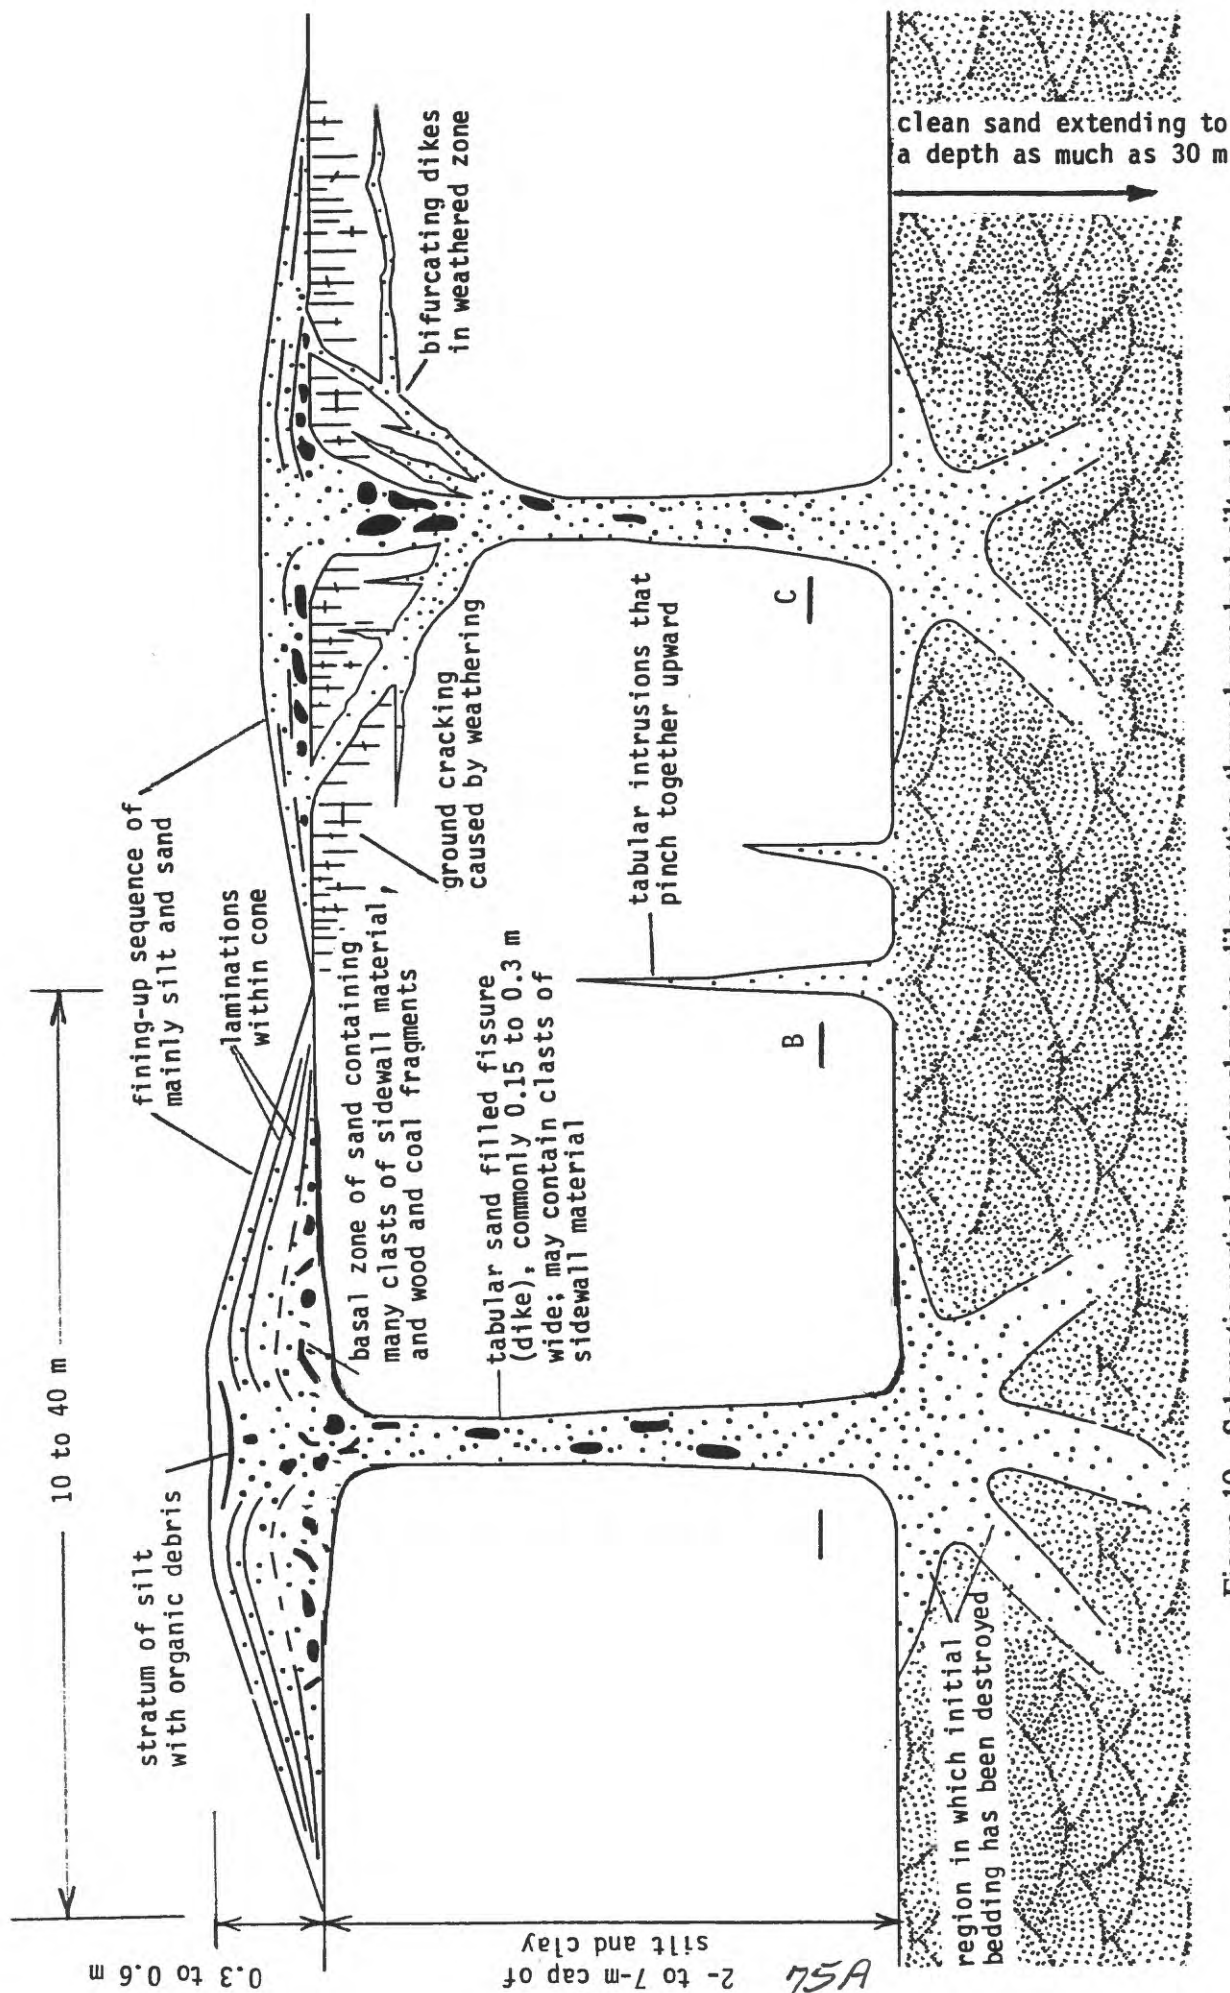 10 to 40 m
stratum of silt
with organic debris
fining-up sequence of
mainly silt and sand
laminations
within cone
0.3 to 0.6 m
basal zone of sand containing
many clasts of sidewall material,
and wood and coal fragments
ground cracking
caused by weathering
bifurcating dikes
in weathered zone
2- to 7-m cap of
silt and clay
tabular sand filled fissure
(dike), commonly 0.15 to 0.3 m
wide; may contain clasts of
sidewall material
tabular intrusions that
pinch together upward
B
C
75A
region in which initial
bedding has been destroyed
clean sand extending to
a depth as much as 30 m